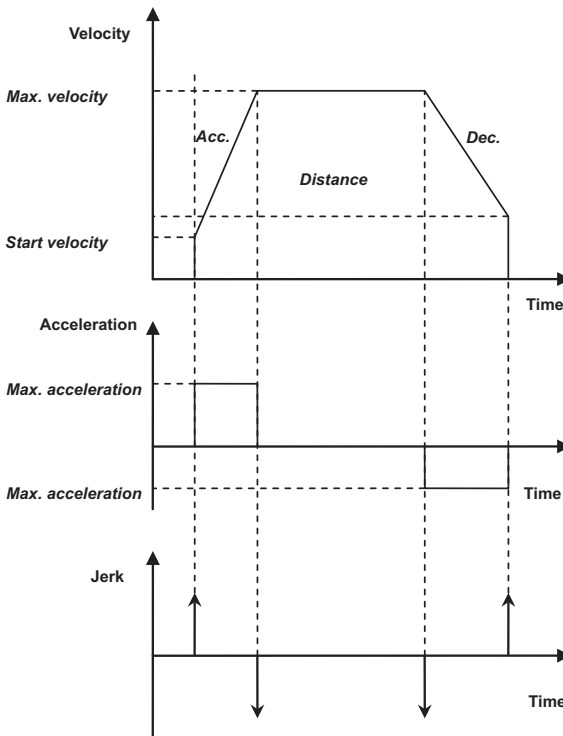 Velocity
Max. velocity
Acc.
Dec.
Distance
Start velocity
Time
Acceleration
Max. acceleration
Max. acceleration
Time
Jerk
Time